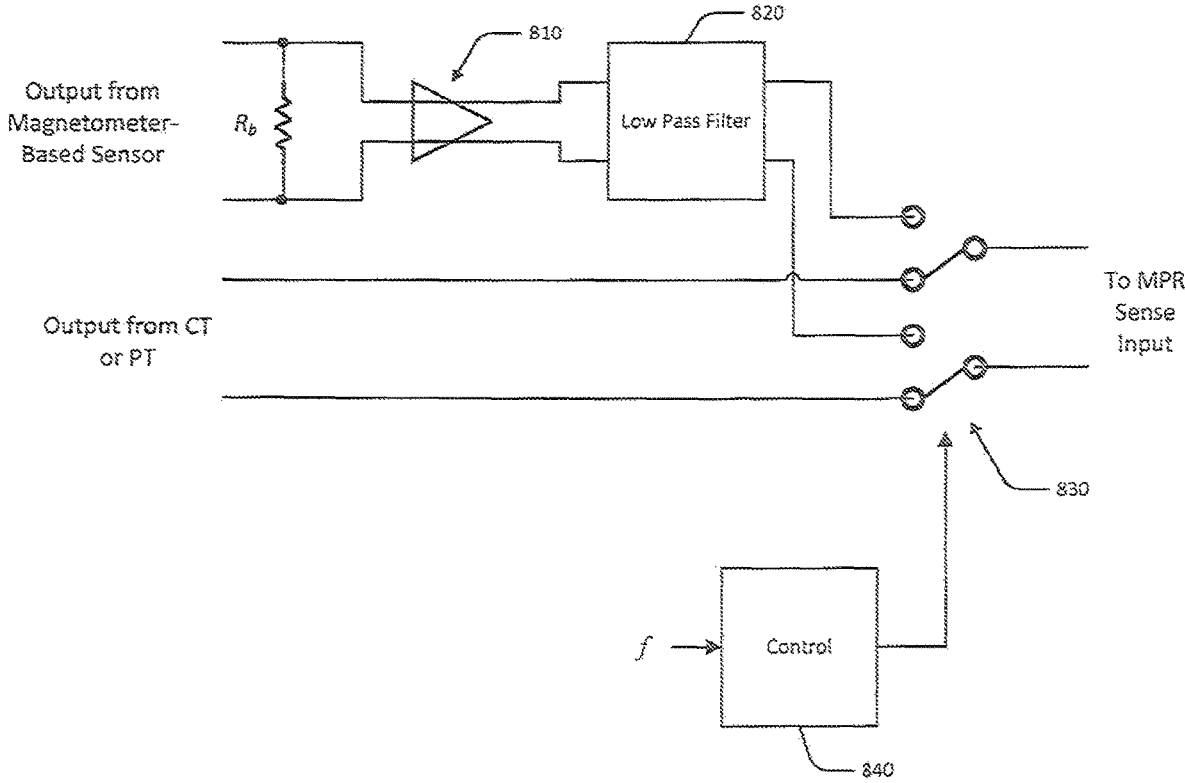 820
810
Output from
Magnetometer-
Based Sensor
Rb
Low Pass Filter
Output from CT
or PT
To MPR
Sense
Input
830
f
Control
840